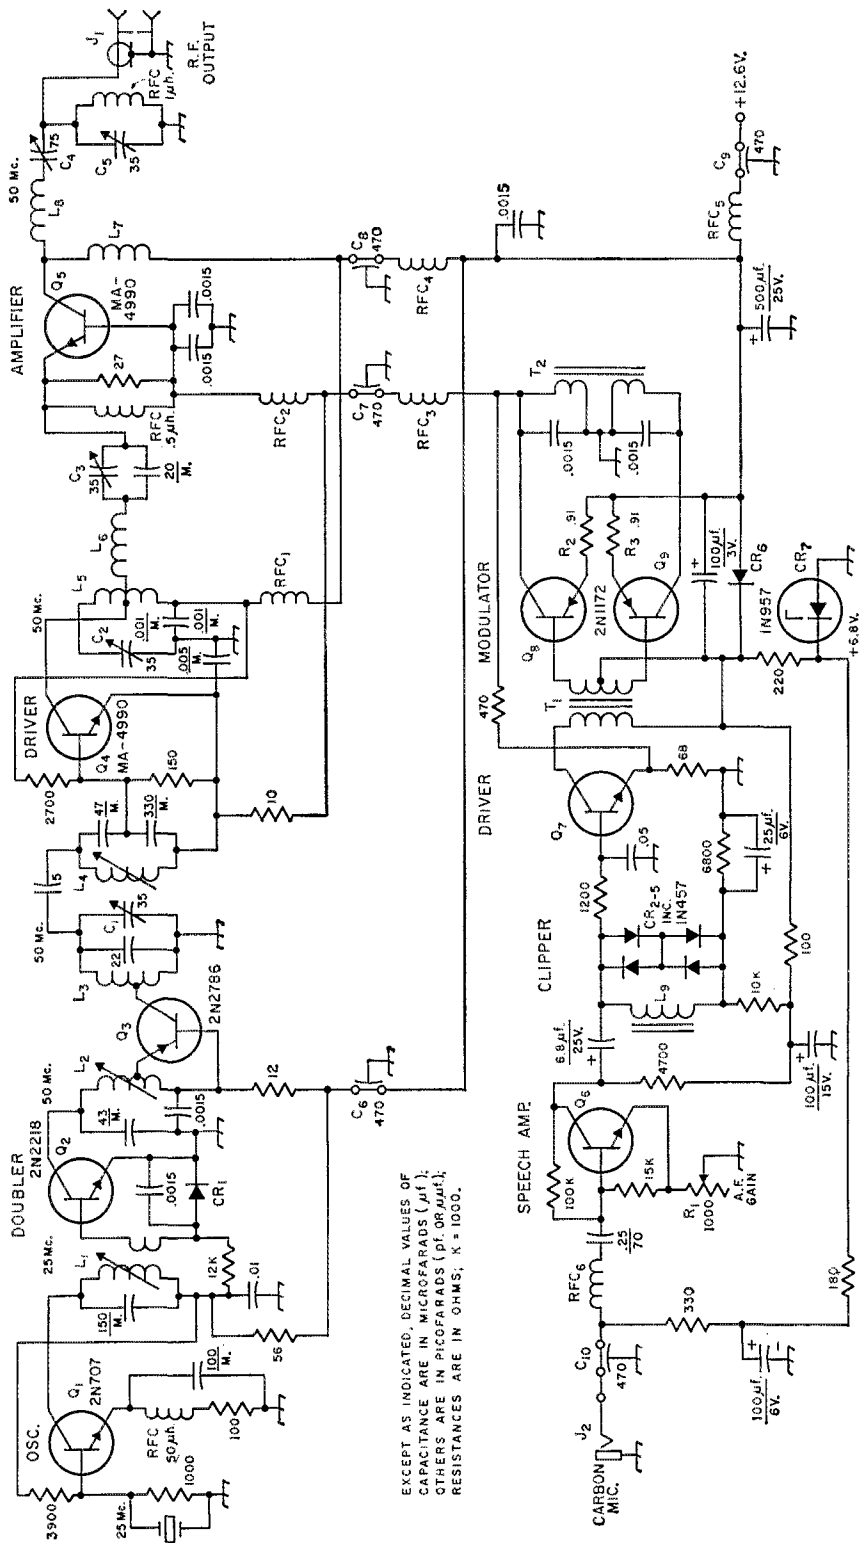 OSC.
DOUBLER
DRIVER
AMPLIFIER
3900
25 Mc.
1000
Q1
2N707
RFC
50µh.
100
100
M.
56
.01
150
M.
L1
25 Mc.
12K
Q2
2N2218
.0015
CR1
43
M.
L2
50 Mc.
.0015
12
Q3
2N2786
C6
470
L3
22
C1
35
50 Mc.
5
L4
47
M.
330
M.
2700
Q4
MA-4990
150
10
50 Mc.
C2
35
L5
.001
M.
.001
M.
.005
M.
RFC1
L6
C3
35
20
M.
RFC
.5µh.
27
RFC2
C7
470
RFC3
Q5
MA-
4990
.0015
.0015
L7
C8
470
RFC4
L8
50 Mc.
C4
75
C5
35
RFC
1µh.
J1
R.F.
OUTPUT
EXCEPT AS INDICATED, DECIMAL VALUES OF
CAPACITANCE ARE IN MICROFARADS (µf);
OTHERS ARE IN PICOFARADS (pf. OR µµf.);
RESISTANCES ARE IN OHMS; K = 1000.
SPEECH AMP.
CLIPPER
DRIVER
MODULATOR
CARBON
MIC.
J2
C10
470
RFC6
330
100µf.
6V.
.25
70
100K
15K
R1
1000
A.F.
GAIN
Q6
4700
6.8µf.
25V.
100µf.
15V.
180
L9
10K
100
CR2-5
INC.
1N457
1200
.05
6800
25µf.
6V.
Q7
68
470
T1
220
Q8
2N1172
Q9
R2
.91
R3
.91
100µf.
3V.
CR6
1N957
CR7
+6.8V.
.0015
.0015
T2
.0015
500µf.
25V.
RFC5
C9
470
+12.6V.